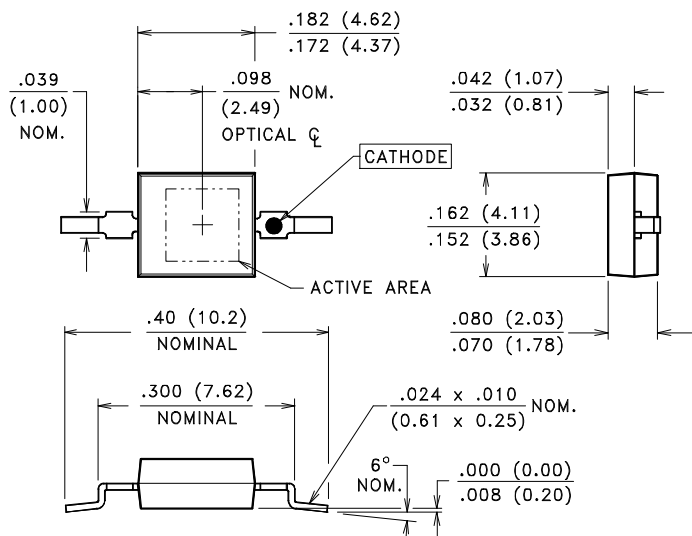 .182 (4.62)
.172 (4.37)
.039
(1.00)
NOM.
.098
(2.49)
NOM.
OPTICAL ℄
.042 (1.07)
.032 (0.81)
CATHODE
.162 (4.11)
.152 (3.86)
ACTIVE AREA
.40 (10.2)
NOMINAL
.080 (2.03)
.070 (1.78)
.300 (7.62)
NOMINAL
.024 x .010
(0.61 x 0.25)
NOM.
6°
NOM.
.000 (0.00)
.008 (0.20)